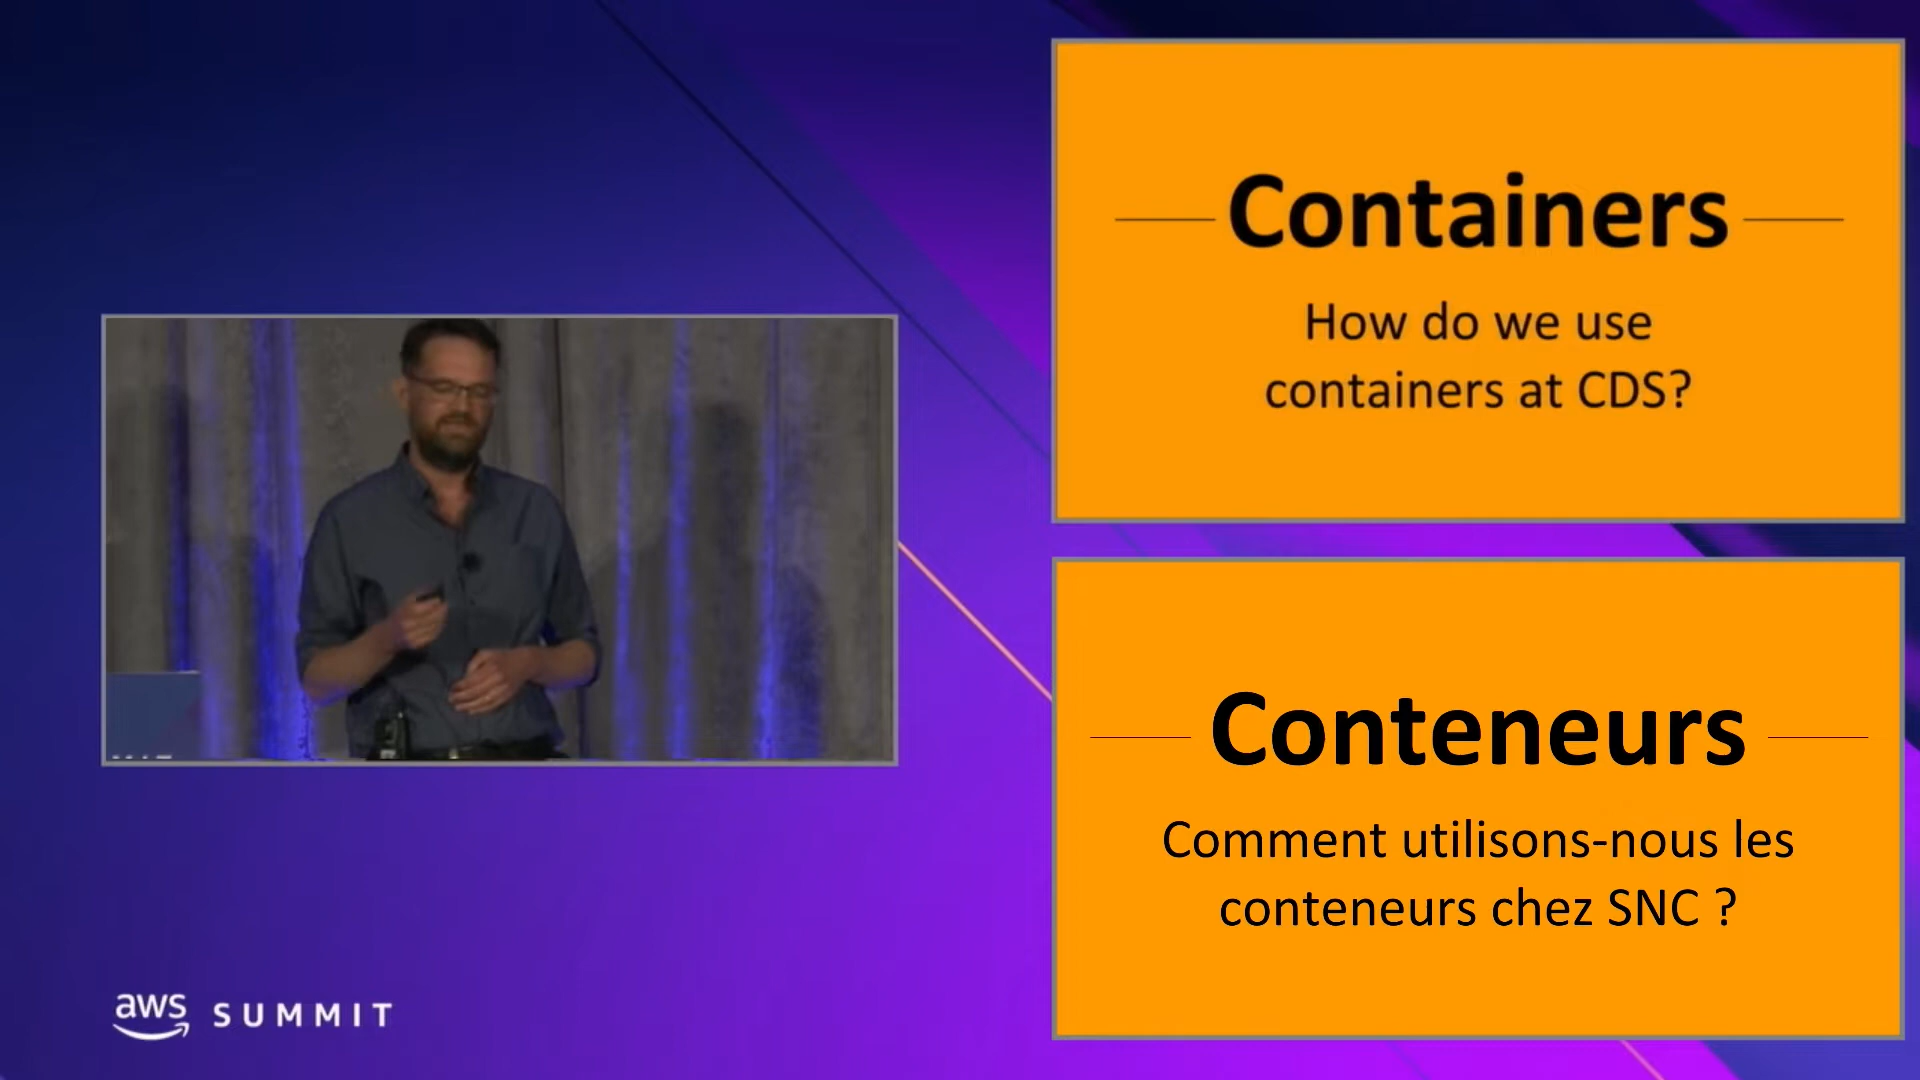 Containers
How do we use
containers at CDS?
Conteneurs
Comment utilisons-nous les
conteneurs chez SNC ?
aws SUMMIT